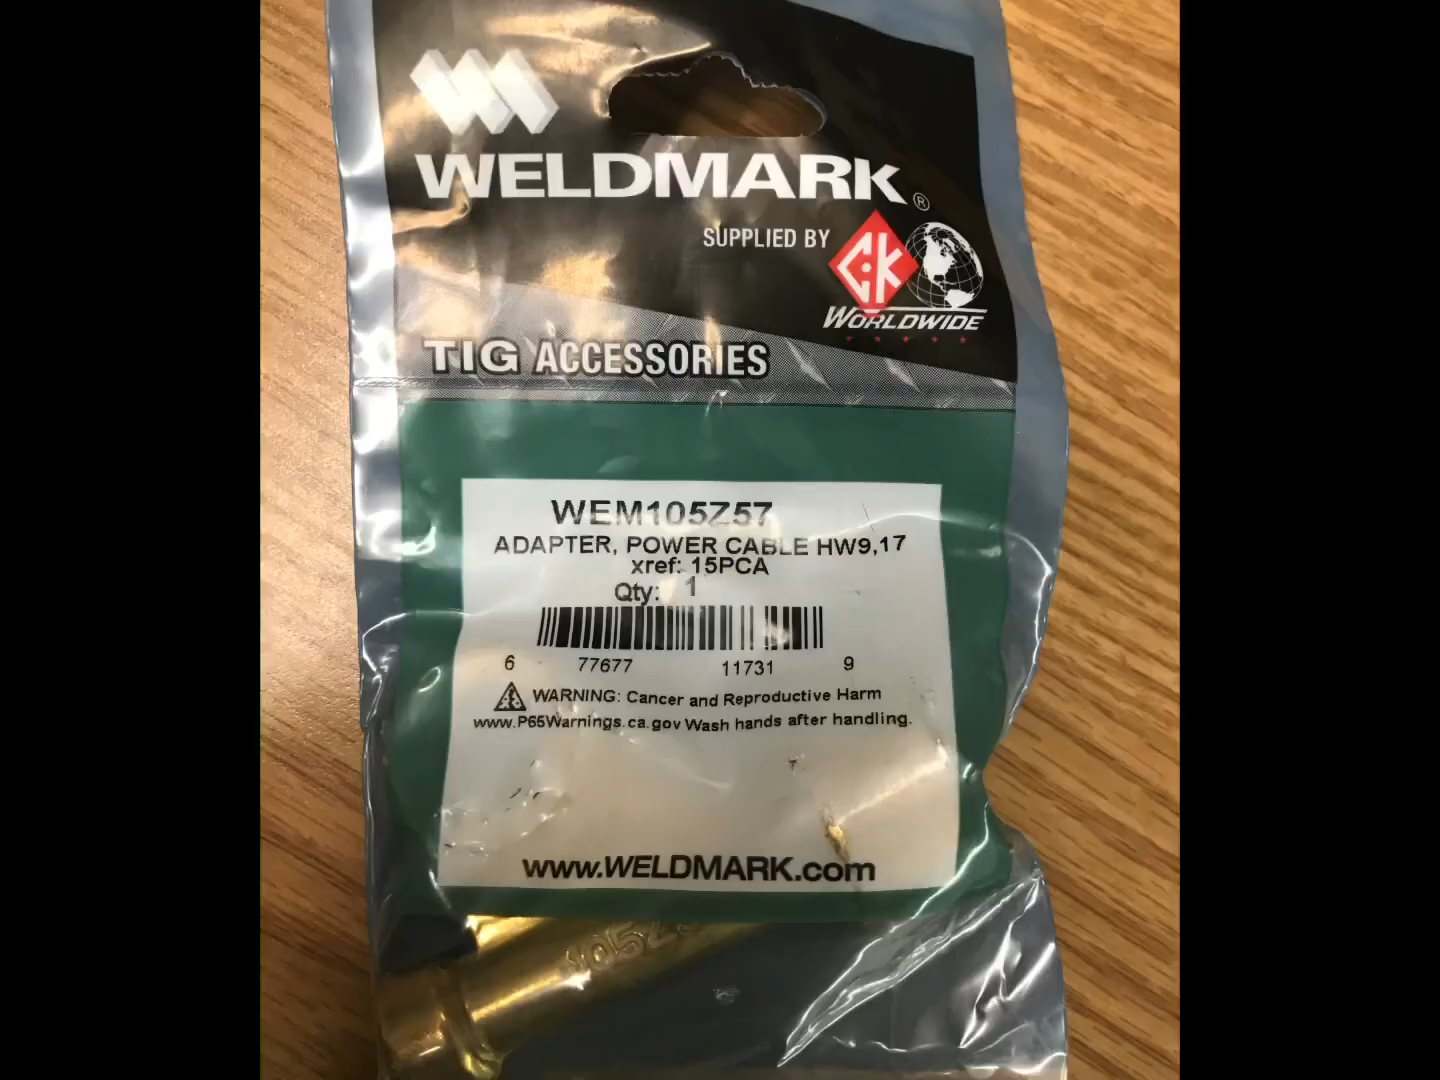 WELDMARK ®
SUPPLIED BY CK
WORLDWIDE
TIG ACCESSORIES
WEM105Z57
ADAPTER, POWER CABLE HW9,17
xref: 15PCA
Qty: 1
6 77677 11731 9
WARNING: Cancer and Reproductive Harm
www.P65Warnings.ca.gov Wash hands after handling.
www.WELDMARK.com